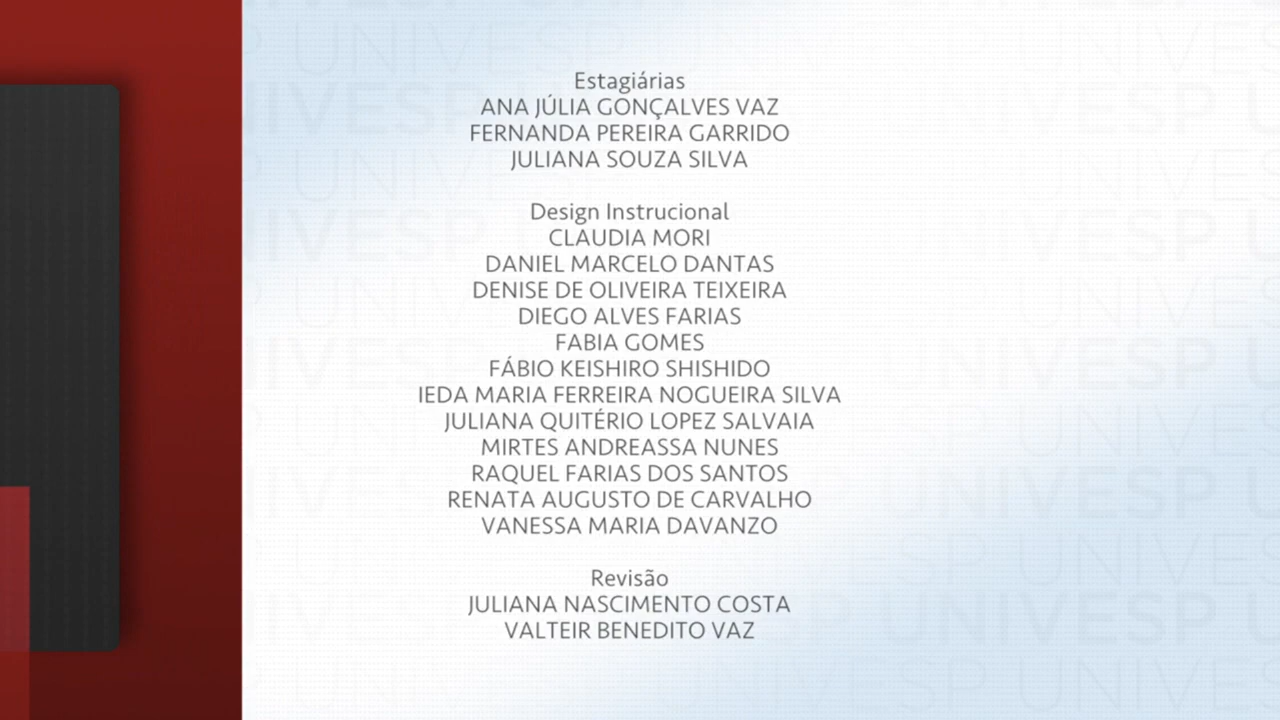 Estagiárias
ANA JÚLIA GONÇALVES VAZ
FERNANDA PEREIRA GARRIDO
JULIANA SOUZA SILVA
Design Instrucional
CLAUDIA MORI
DANIEL MARCELO DANTAS
DENISE DE OLIVEIRA TEIXEIRA
DIEGO ALVES FARIAS
FABIA GOMES
FÁBIO KEISHIRO SHISHIDO
IEDA MARIA FERREIRA NOGUEIRA SILVA
JULIANA QUITÉRIO LOPEZ SALVAIA
MIRTES ANDREASSA NUNES
RAQUEL FARIAS DOS SANTOS
RENATA AUGUSTO DE CARVALHO
VANESSA MARIA DAVANZO
Revisão
JULIANA NASCIMENTO COSTA
VALTEIR BENEDITO VAZ